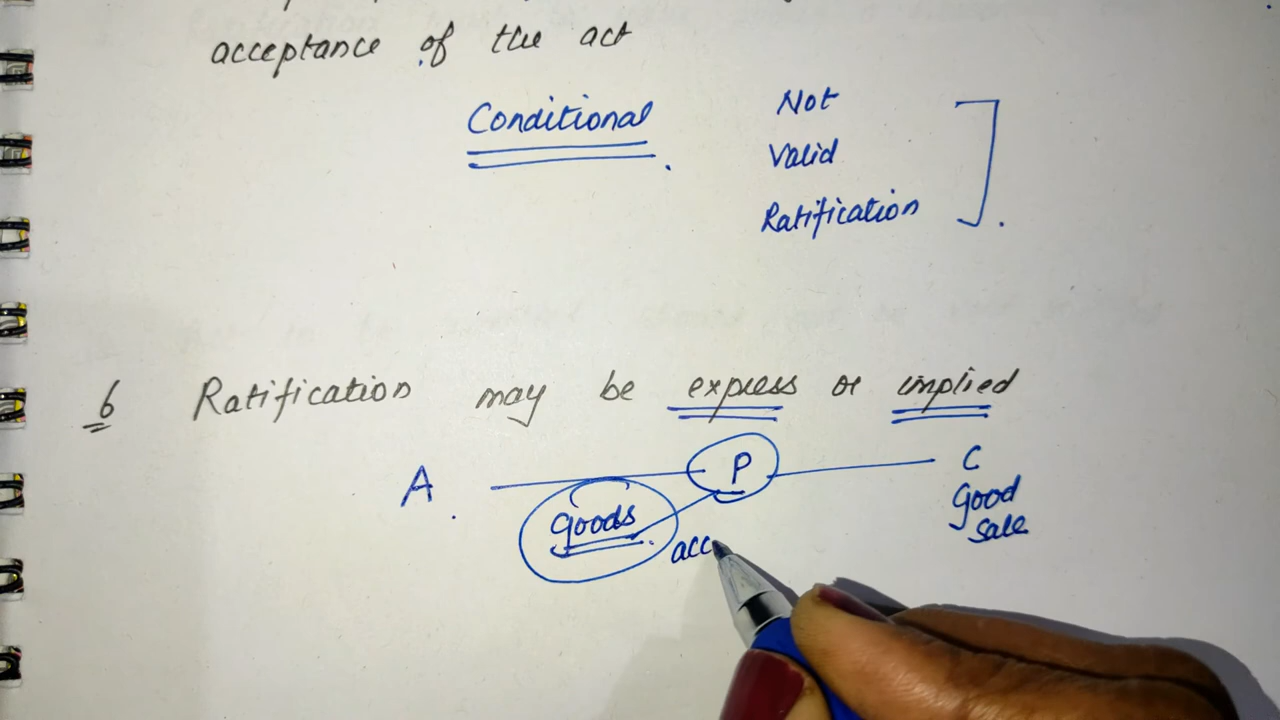 acceptance of the act
Conditional
Not
Valid
Ratification
6 Ratification may be express or implied
A P C
goods
Good
Sale
acc